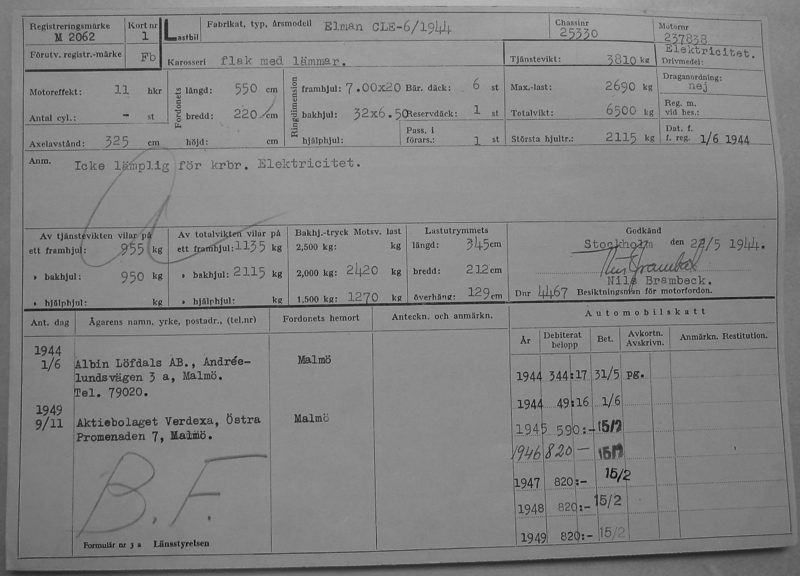 Registreringsmärke M 2062 Kort nr 1 Lastbil Fabrikat, typ, årsmodell Elman CLE-6/1944 Chassinr 25330 Motornr 237838
Förutv. registr.-märke Fb Karosseri flak med lämmar. Tjänstevikt: 3810 kg Elektricitet. Drivmedel:
Motoreffekt: 11 hkr Fordonets längd: 550 cm Ringdimension framhjul: 7.00x20 Bär. däck: 6 st Max.-last: 2690 kg Draganordning: nej
Antal cyl.: - st bredd: 220 cm bakhjul: 32x6.50 Reservdäck: 1 st Totalvikt: 6500 kg Reg. m. vid bes.:
Axelavstånd: 325 cm höjd: cm hjälphjul: Pass. i förars.: 1 st Största hjultr.: 2115 kg Dat. f. f. reg. 1/6 1944
Anm. Icke lämplig för krbr. Elektricitet.
Av tjänstevikten vilar på Av totalvikten vilar på Bakhj.-tryck Motsv. last Lastutrymmets Godkänd
ett framhjul: 955 kg ett framhjul: 1135 kg 2,500 kg: kg längd: 345 cm Stockholm den 22/5 1944.
» bakhjul: 950 kg » bakhjul: 2115 kg 2,000 kg: 2420 kg bredd: 212 cm Nils Brambeck.
» hjälphjul: kg » hjälphjul: kg 1,500 kg: 1270 kg överhäng: 129 cm Dnr 4467 Besiktningsman för motorfordon.
Ant. dag Ägarens namn, yrke, postadr., (tel.nr) Fordonets hemort Anteckn. och anmärkn. Automobilskatt
År Debiterat belopp Bet. Avkortn. Avskrivn. Anmärkn. Restitution.
1944
1/6 Albin Löfdals AB., Andrée-
lundsvägen 3 a, Malmö.
Tel. 79020.
Malmö
1949
9/11 Aktiebolaget Verdexa, Östra
Promenaden 7, Malmö.
Malmö
B.F.
1944 344:17 31/5 pg.
1944 49:16 1/6
1945 590:- 15/2
1946 820 - 15/2
1947 820:- 15/2
1948 820:- 15/2
1949 820:- 15/2
Formulär nr 3 a Länsstyrelsen